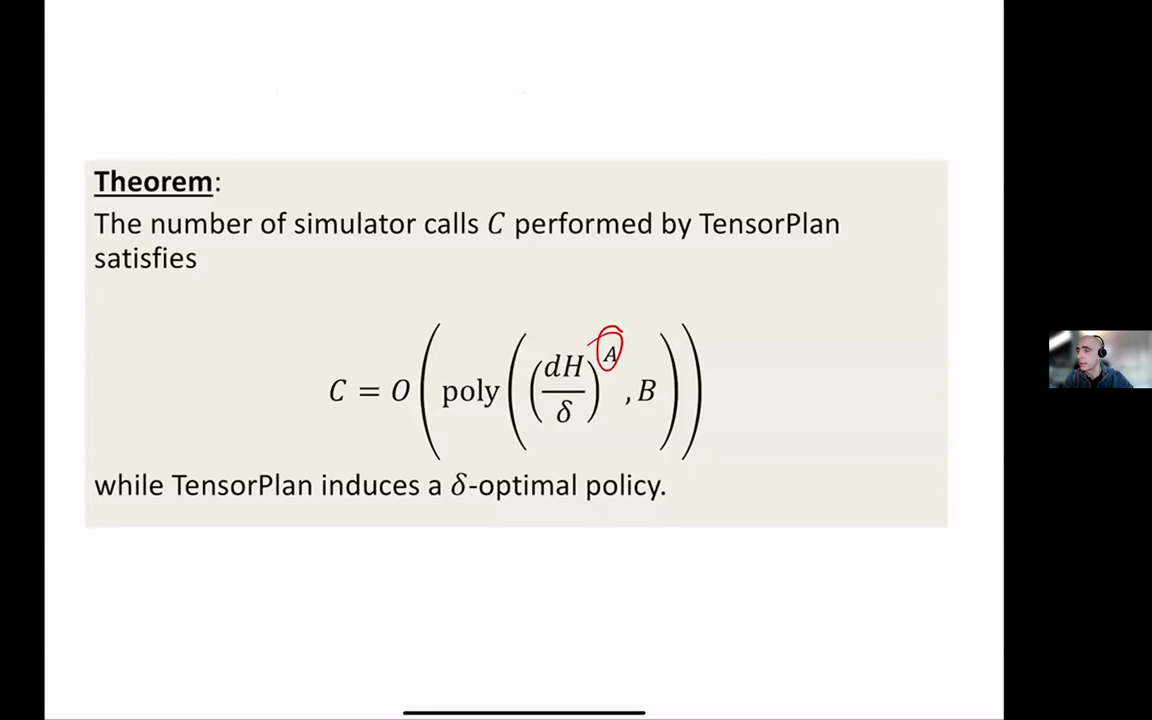 Theorem:
The number of simulator calls C performed by TensorPlan
satisfies
C = O(poly((dH/δ)^A, B))
while TensorPlan induces a δ-optimal policy.